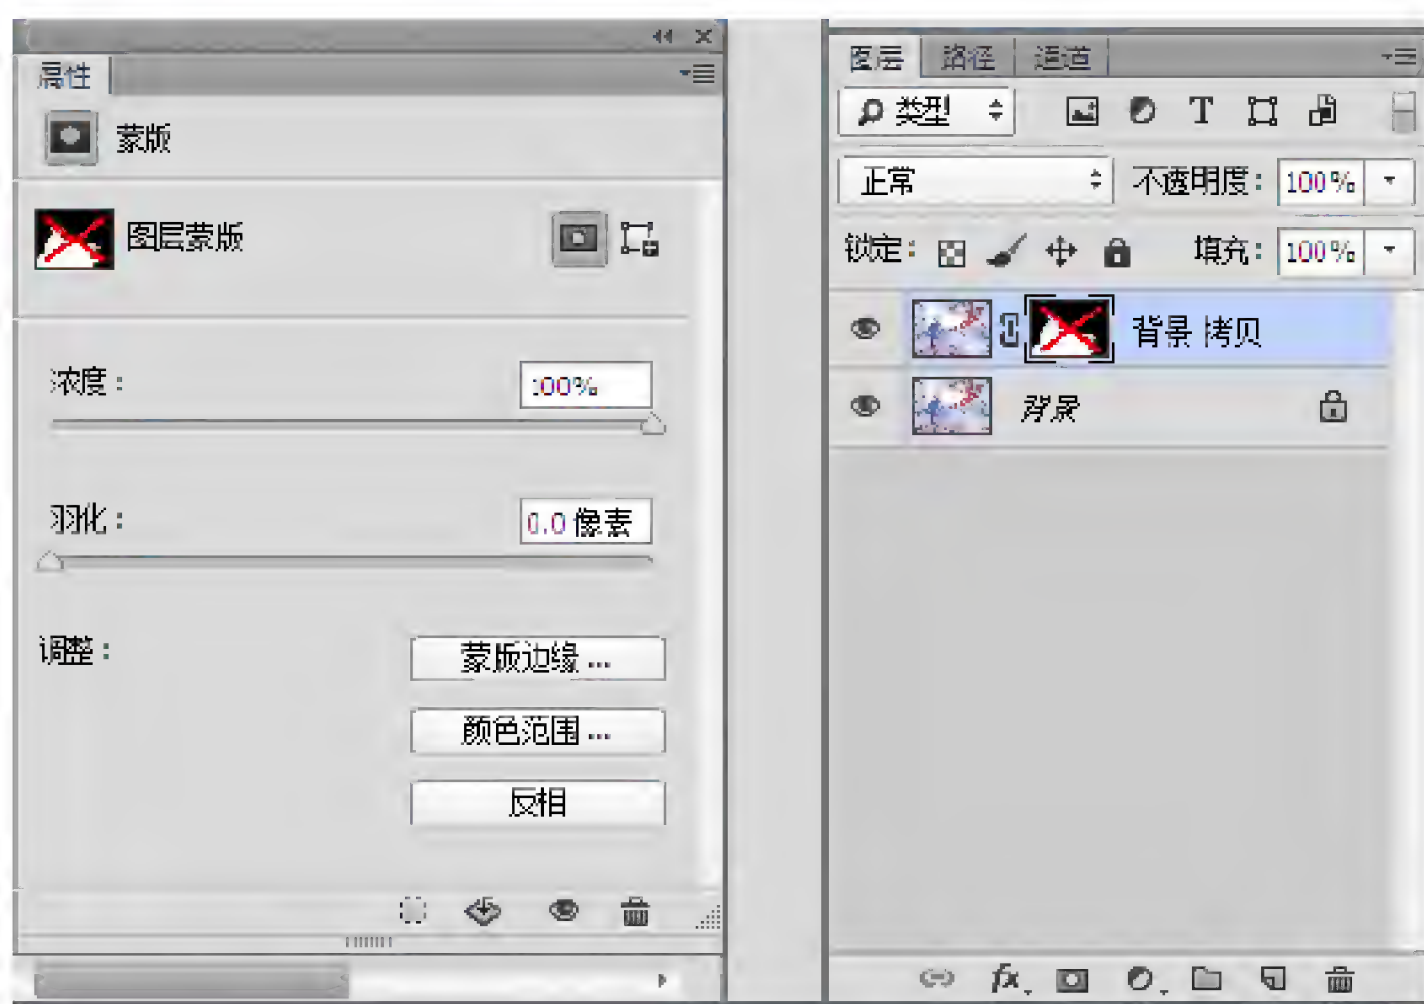 属性
蒙版
图层蒙版
浓度：
100%
羽化：
0.0 像素
调整：
蒙版边缘...
颜色范围...
反相
图层 路径 通道
类型
T
正常
不透明度：
100%
锁定：
填充：
100%
背景 拷贝
背景
fx.